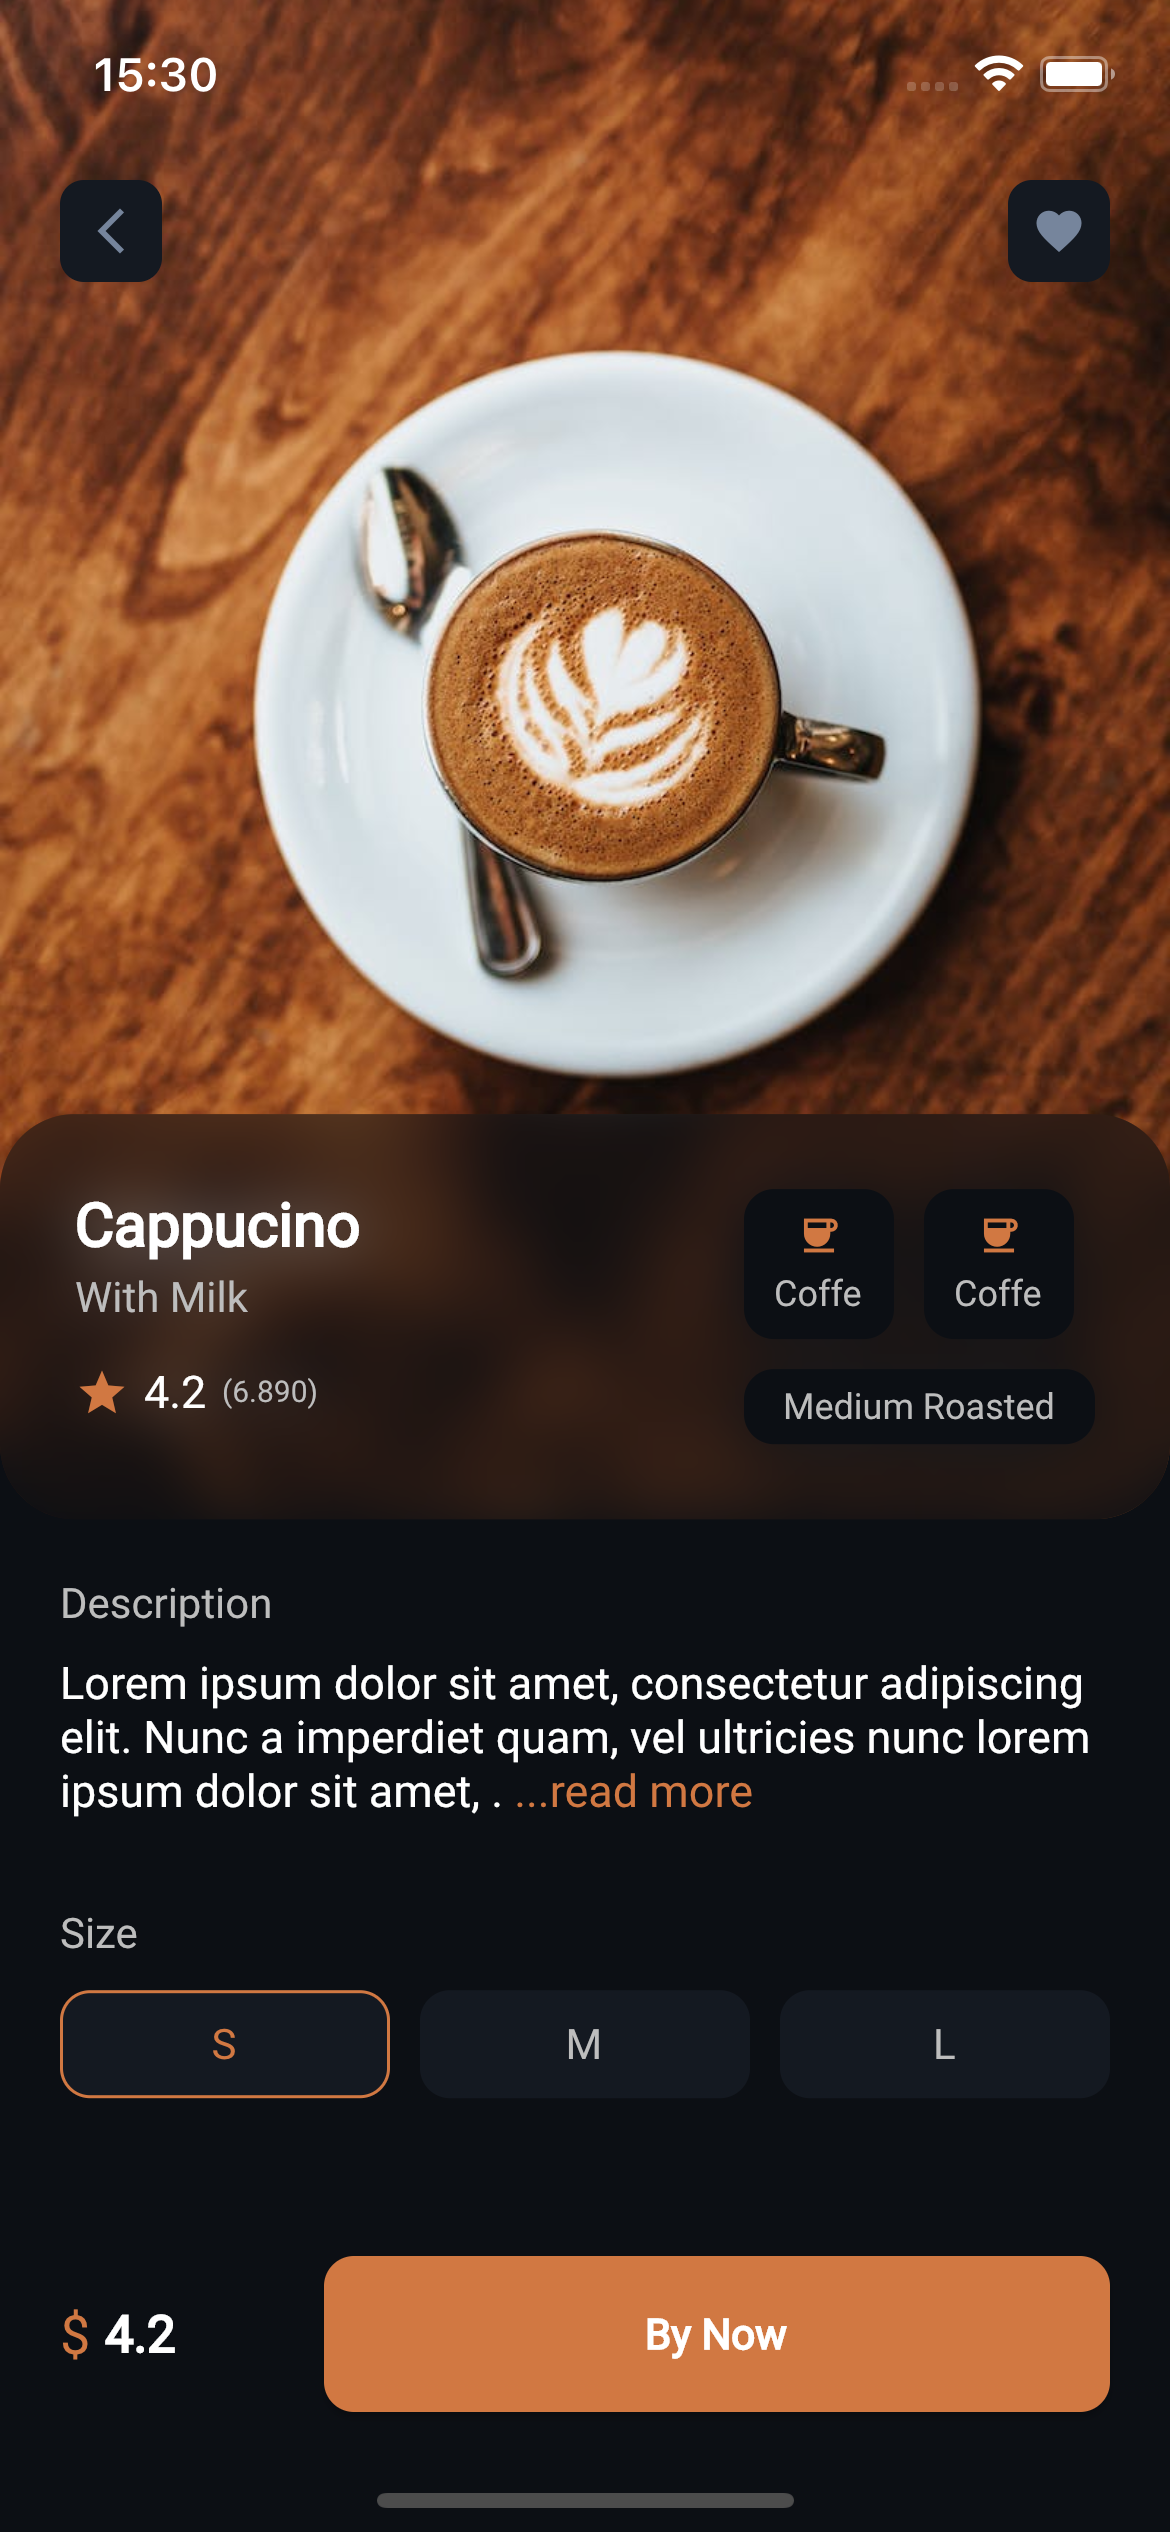 15:30
Cappucino
With Milk
4.2 (6.890)
Coffe
Coffe
Medium Roasted
Description
Lorem ipsum dolor sit amet, consectetur adipiscing
elit. Nunc a imperdiet quam, vel ultricies nunc lorem
ipsum dolor sit amet, . ...read more
Size
S
M
L
$ 4.2
By Now